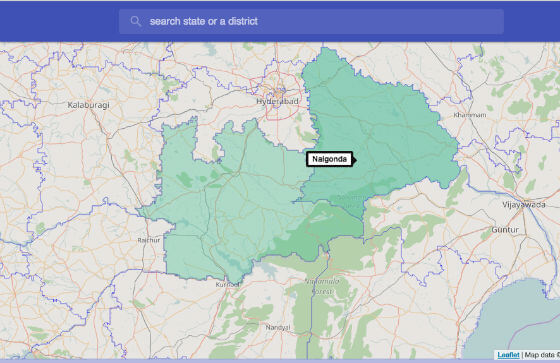 search state or a district
Hyderabad
Kalaburagi
Khammam
Nalgonda
Vijayawada
Guntur
Raichur
Kurnool
Nallamala
Forest
Nandyal
Leaflet | Map data ©